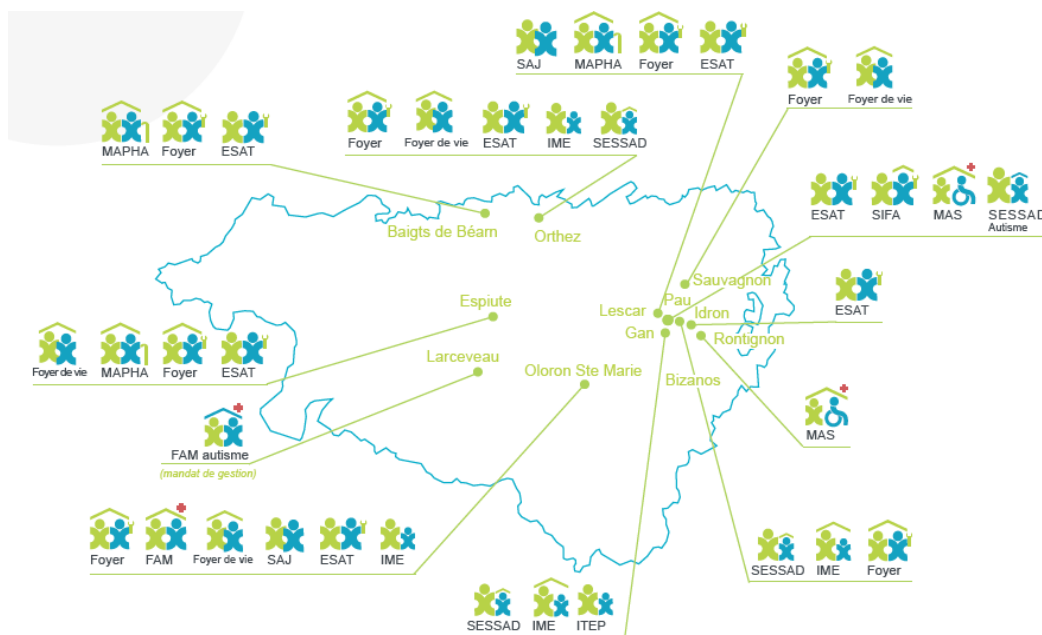 SAJ MAPHA Foyer ESAT
Foyer Foyer de vie
MAPHA Foyer ESAT
Foyer Foyer de vie ESAT IME SESSAD
ESAT SIFA MAS SESSAD
Autisme
Baigts de Béarn
Orthez
Sauvagnon
Espiute
Lescar
Pau
Idron
ESAT
Gan
Rontignon
Foyer de vie MAPHA Foyer ESAT
Larceveau
Oloron Ste Marie
Bizanos
MAS
FAM autisme
(mandat de gestion)
Foyer FAM Foyer de vie SAJ ESAT IME
SESSAD IME Foyer
SESSAD IME ITEP